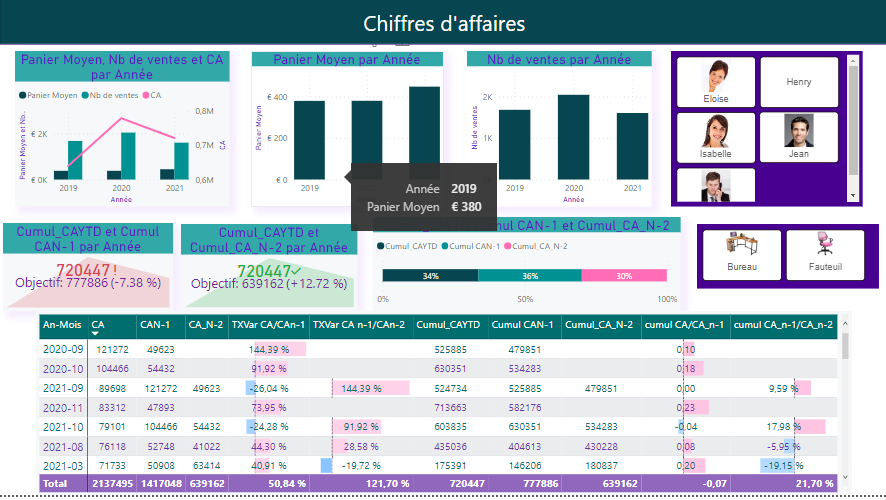 Chiffres d'affaires
Panier Moyen, Nb de ventes et CA
par Année
Panier Moyen Nb de ventes CA
Panier Moyen et Nb...
€ 2K
€ 0K
0,8M
0,7M
0,6M
CA
2019 2020 2021
Année
Panier Moyen par Année
Panier Moyen
€ 400
€ 200
€ 0
2019
Année 2019
Panier Moyen € 380
Nb de ventes par Année
Nb de ventes
2K
1K
2019 2020 2021
Année
Eloise
Henry
Isabelle
Jean
Cumul_CAYTD et Cumul
CAN-1 par Année
720447 !
Objectif: 777886 (-7.38 %)
Cumul_CAYTD et
Cumul_CA_N-2 par Année
720447
Objectif: 639162 (+12.72 %)
CAN-1 et Cumul_CA_N-2
Cumul_CAYTD Cumul CAN-1 Cumul_CA_N-2
34% 36% 30%
0% 50% 100%
Bureau
Fauteuil
An-Mois CA CAN-1 CA_N-2 TXVar CA/CAn-1 TXVar CA n-1/CAn-2 Cumul_CAYTD Cumul CAN-1 Cumul_CA_N-2 cumul CA/CA_n-1 cumul CA_n-1/CA_n-2
2020-09 121272 49623 144,39 % 525885 479851 0,10
2020-10 104466 54432 91,92 % 630351 534283 0,18
2021-09 89698 121272 49623 -26,04 % 144,39 % 524734 525885 479851 0,00 9,59 %
2020-11 83312 47893 73,95 % 713663 582176 0,23
2021-10 79101 104466 54432 -24,28 % 91,92 % 603835 630351 534283 -0,04 17,98 %
2021-08 76118 52748 41022 44,30 % 28,58 % 435036 404613 430228 0,08 -5,95 %
2021-03 71733 50908 63414 40,91 % -19,72 % 175391 146206 180837 0,20 -19,15 %
Total 2137495 1417048 639162 50,84 % 121,70 % 720447 777886 639162 -0,07 21,70 %